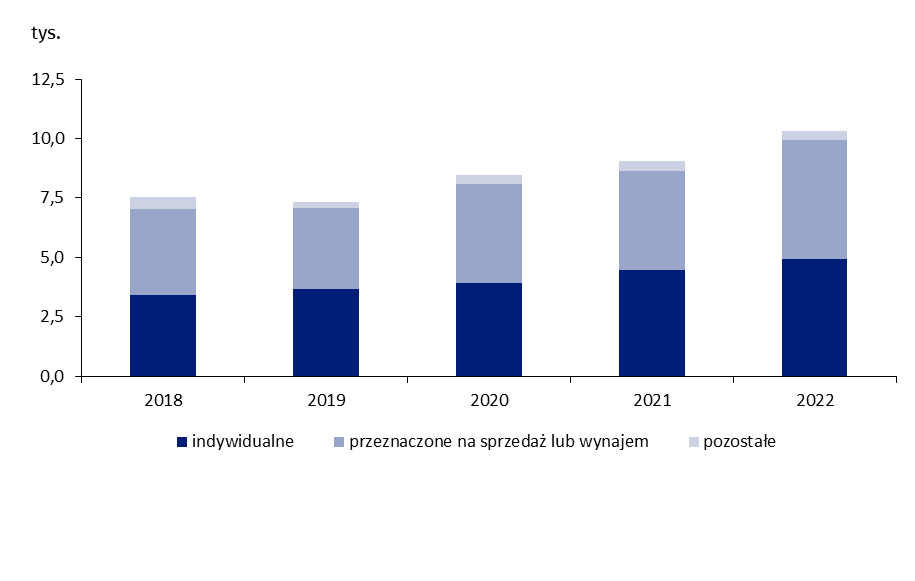 tys.
12,5
10,0
7,5
5,0
2,5
0,0
2018 2019 2020 2021 2022
indywidualne przeznaczone na sprzedaż lub wynajem pozostałe